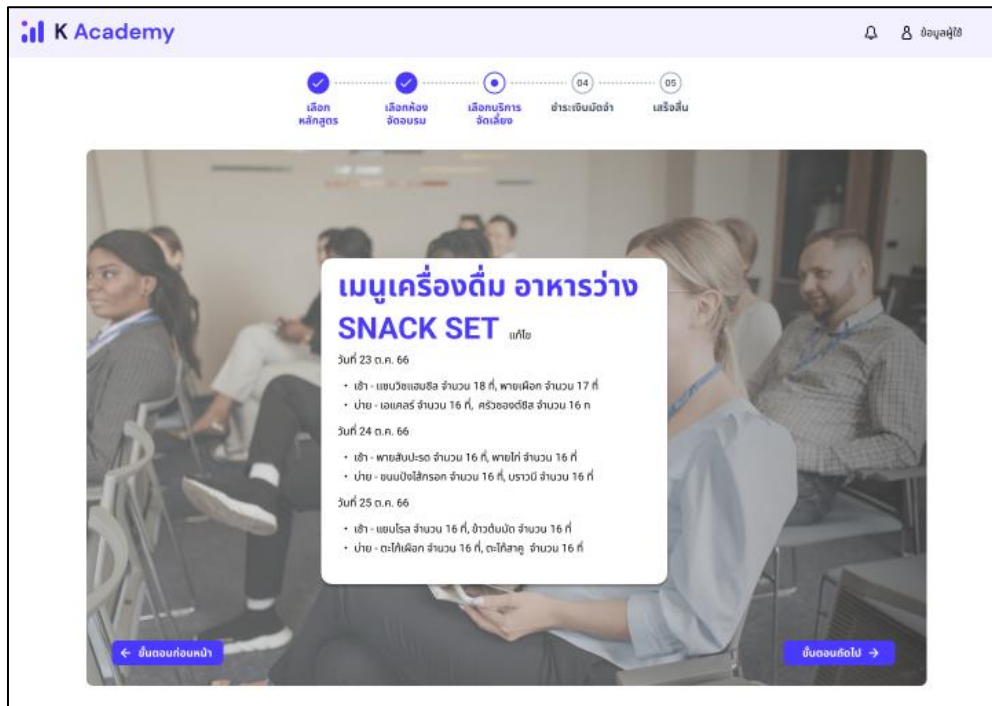 K Academy
ข้อมูลผู้ใช้
04
05
เลือก
หลักสูตร
เลือกห้อง
จัดอบรม
เลือกบริการ
จัดเลี้ยง
ชำระเงินมัดจำ
เสร็จสิ้น
เมนูเครื่องดื่ม อาหารว่าง
SNACK SET แก้ไข
วันที่ 23 ต.ค. 66
• เช้า - แซนวิชแฮมชีส จำนวน 18 ที่, พายเผือก จำนวน 17 ที่
• บ่าย - เอแคลร์ จำนวน 16 ที่, ครัวซองต์ชีส จำนวน 16 ท
วันที่ 24 ต.ค. 66
• เช้า - พายสับปะรด จำนวน 16 ที่, พายไก่ จำนวน 16 ที่
• บ่าย - ขนมปังไส้กรอก จำนวน 16 ที่, บราวนี่ จำนวน 16 ที่
วันที่ 25 ต.ค. 66
• เช้า - แยมโรล จำนวน 16 ที่, ข้าวต้มมัด จำนวน 16 ที่
• บ่าย - ตะโก้เผือก จำนวน 16 ที่, ตะโก้สาคู จำนวน 16 ที่
← ขั้นตอนก่อนหน้า
ขั้นตอนถัดไป →